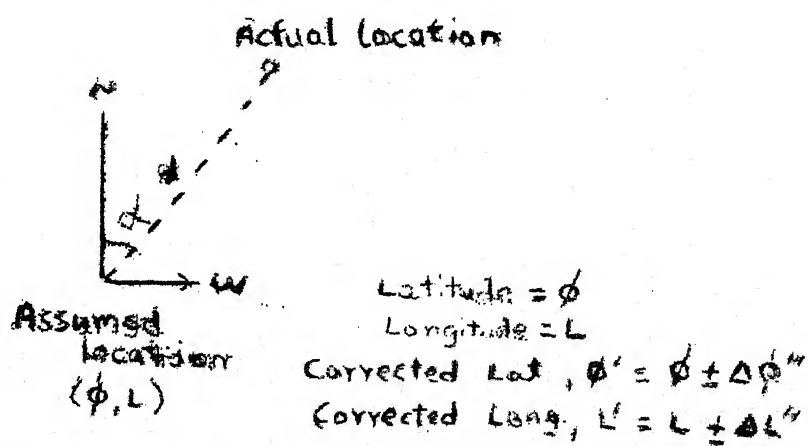 Actual location
N
d
α
W
Assumed
location
(ϕ, L)
Latitude = ϕ
Longitude = L
Corrected Lat, ϕ' = ϕ ± Δϕ"
Corrected Long, L' = L ± ΔL"